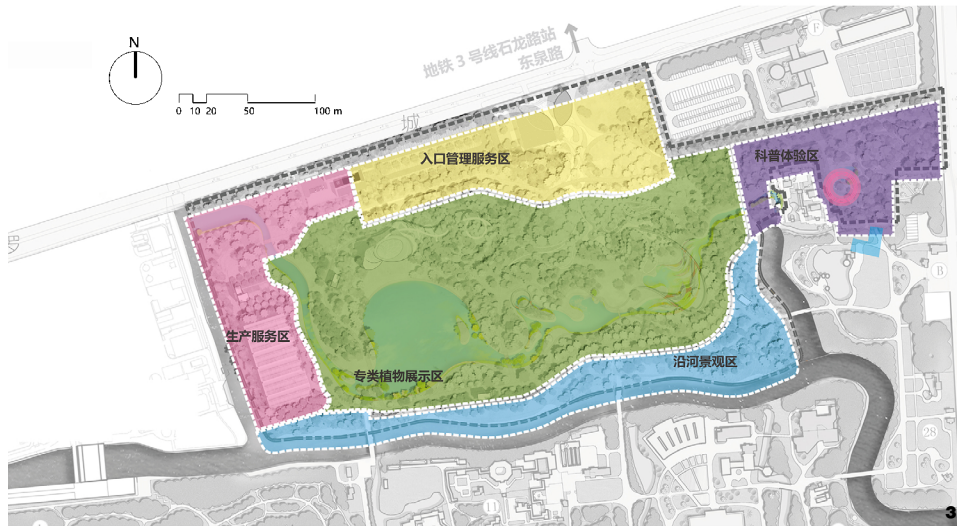 地铁 3 号线石龙路站
东泉路
N
0 10 20 50 100 m
城
F
入口管理服务区
科普体验区
B
生产服务区
专类植物展示区
沿河景观区
28
H
3